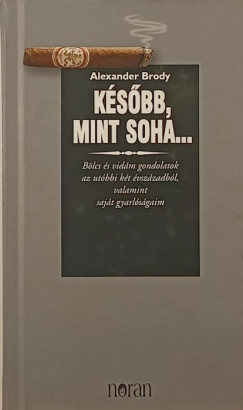 Alexander Brody
KÉSŐBB,
MINT SOHA...
Bölcs és vidám gondolatok
az utóbbi két évszázadból,
valamint
saját gyarlóságaim
noran